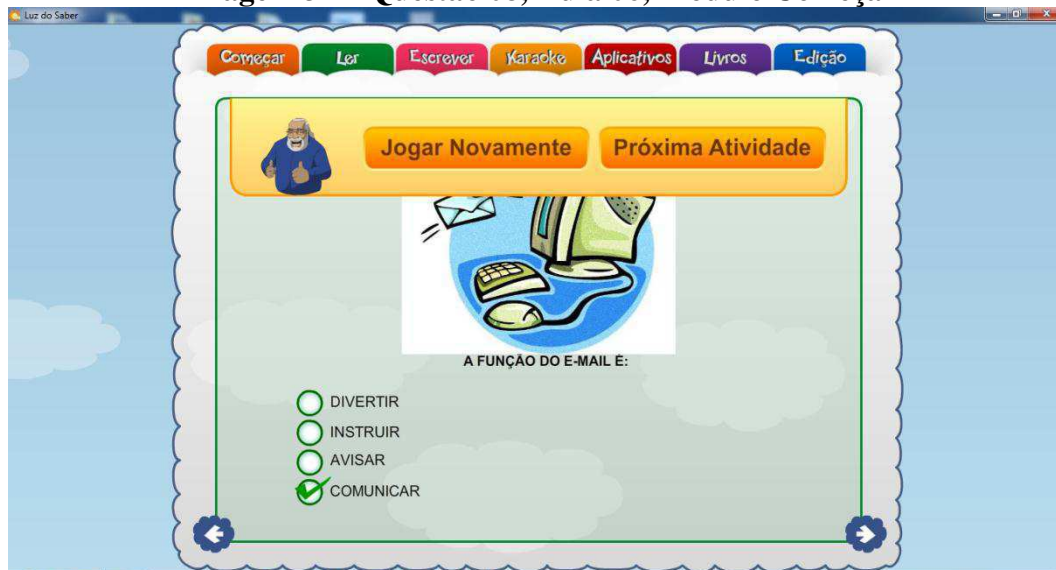 Luz do Saber
Começar Ler Escrever Karaoke Aplicativos Livros Edição
Jogar Novamente Próxima Atividade
A FUNÇÃO DO E-MAIL É:
DIVERTIR
INSTRUIR
AVISAR
COMUNICAR